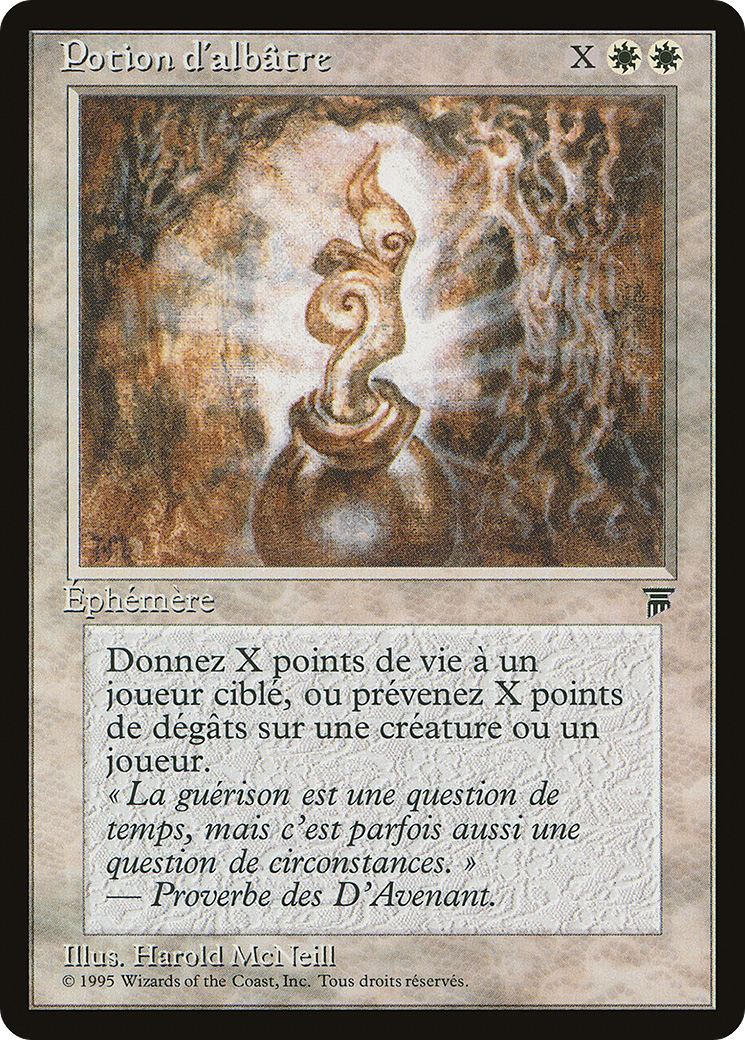 Potion d'albâtre X
Éphémère
Donnez X points de vie à un
joueur ciblé, ou prévenez X points
de dégâts sur une créature ou un
joueur.
« La guérison est une question de
temps, mais c'est parfois aussi une
question de circonstances. »
— Proverbe des D'Avenant.
Illus. Harold McNeill
© 1995 Wizards of the Coast, Inc. Tous droits réservés.